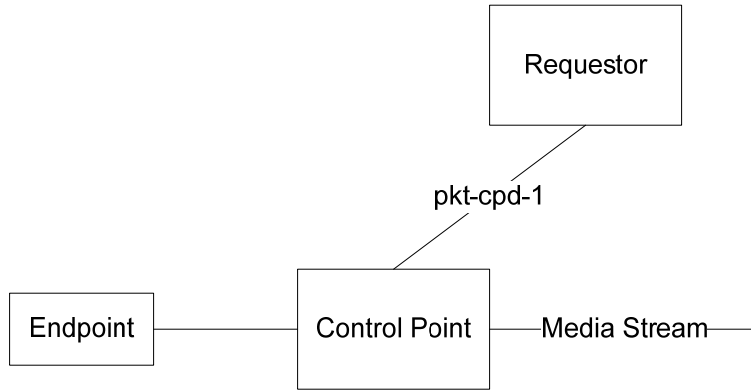 Requestor
pkt-cpd-1
Endpoint
Control Point
Media Stream